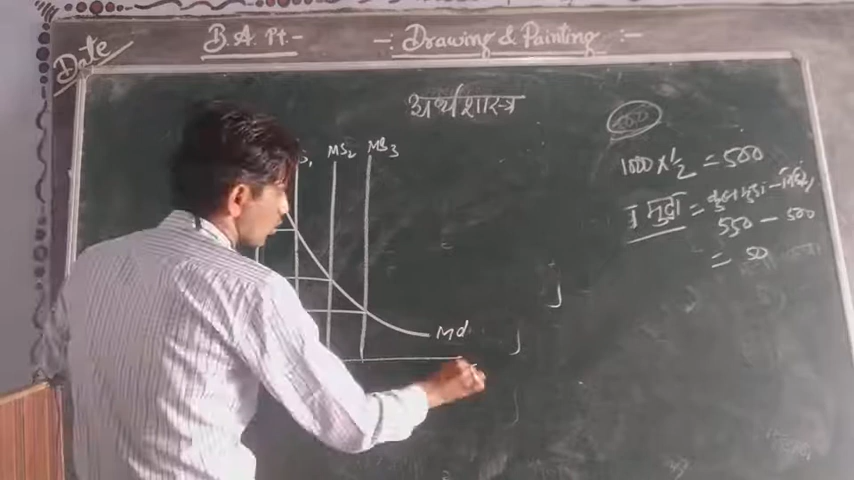 Date
B.A. Pt. - : Drawing & Painting :-
अर्थशास्त्र
MS₂ MS₃
1000 x 1/2 = 500
मुद्रा = कुल मुद्रा -
550 - 500
= 50
Md